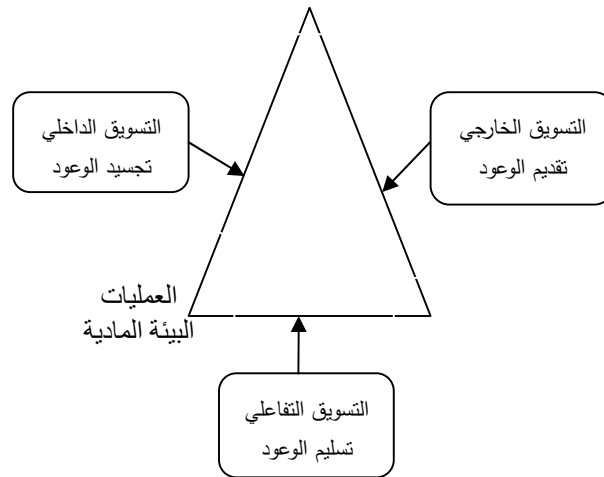 التسويق الخارجي
تقديم الوعود
التسويق الداخلي
تجسيد الوعود
العمليات
البيئة المادية
التسويق التفاعلي
تسليم الوعود